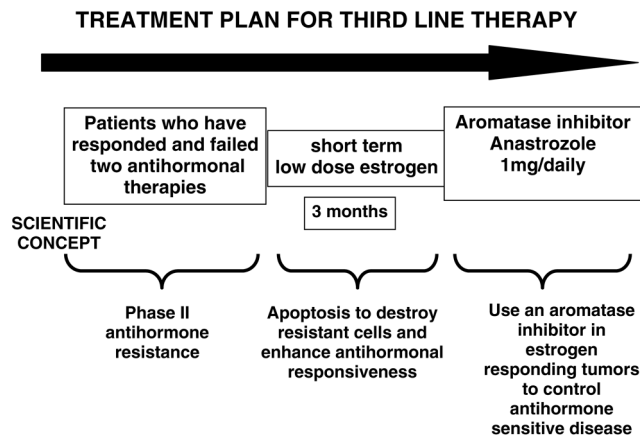 TREATMENT PLAN FOR THIRD LINE THERAPY
Patients who have
responded and failed
two antihormonal
therapies
short term
low dose estrogen
3 months
Aromatase inhibitor
Anastrozole
1mg/daily
SCIENTIFIC
CONCEPT
Phase II
antihormone
resistance
Apoptosis to destroy
resistant cells and
enhance antihormonal
responsiveness
Use an aromatase
inhibitor in
estrogen
responding tumors
to control
antihormone
sensitive disease